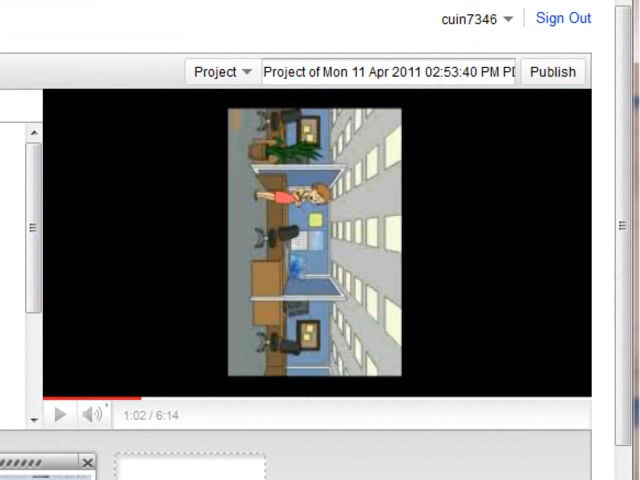 cuin7346 Sign Out
Project Project of Mon 11 Apr 2011 02:53:40 PM PD Publish
1:02 / 6:14